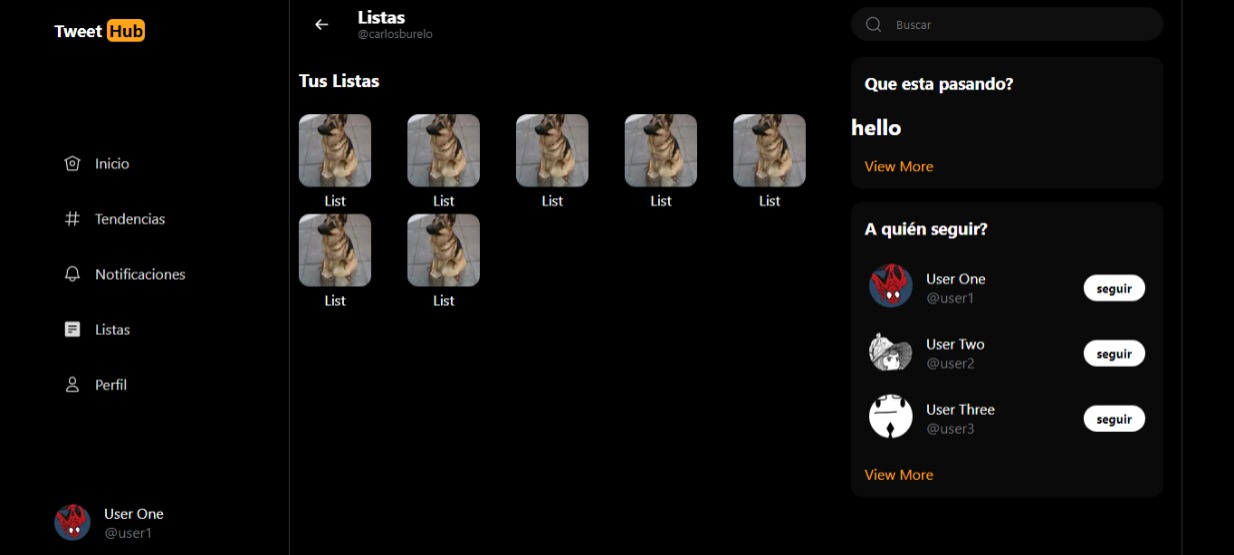 Tweet Hub
Inicio
Tendencias
Notificaciones
Listas
Perfil
User One
@user1
Listas
@carlosburelo
Tus Listas
List List List List List
List List
Buscar
Que esta pasando?
hello
View More
A quién seguir?
User One
@user1
seguir
User Two
@user2
seguir
User Three
@user3
seguir
View More